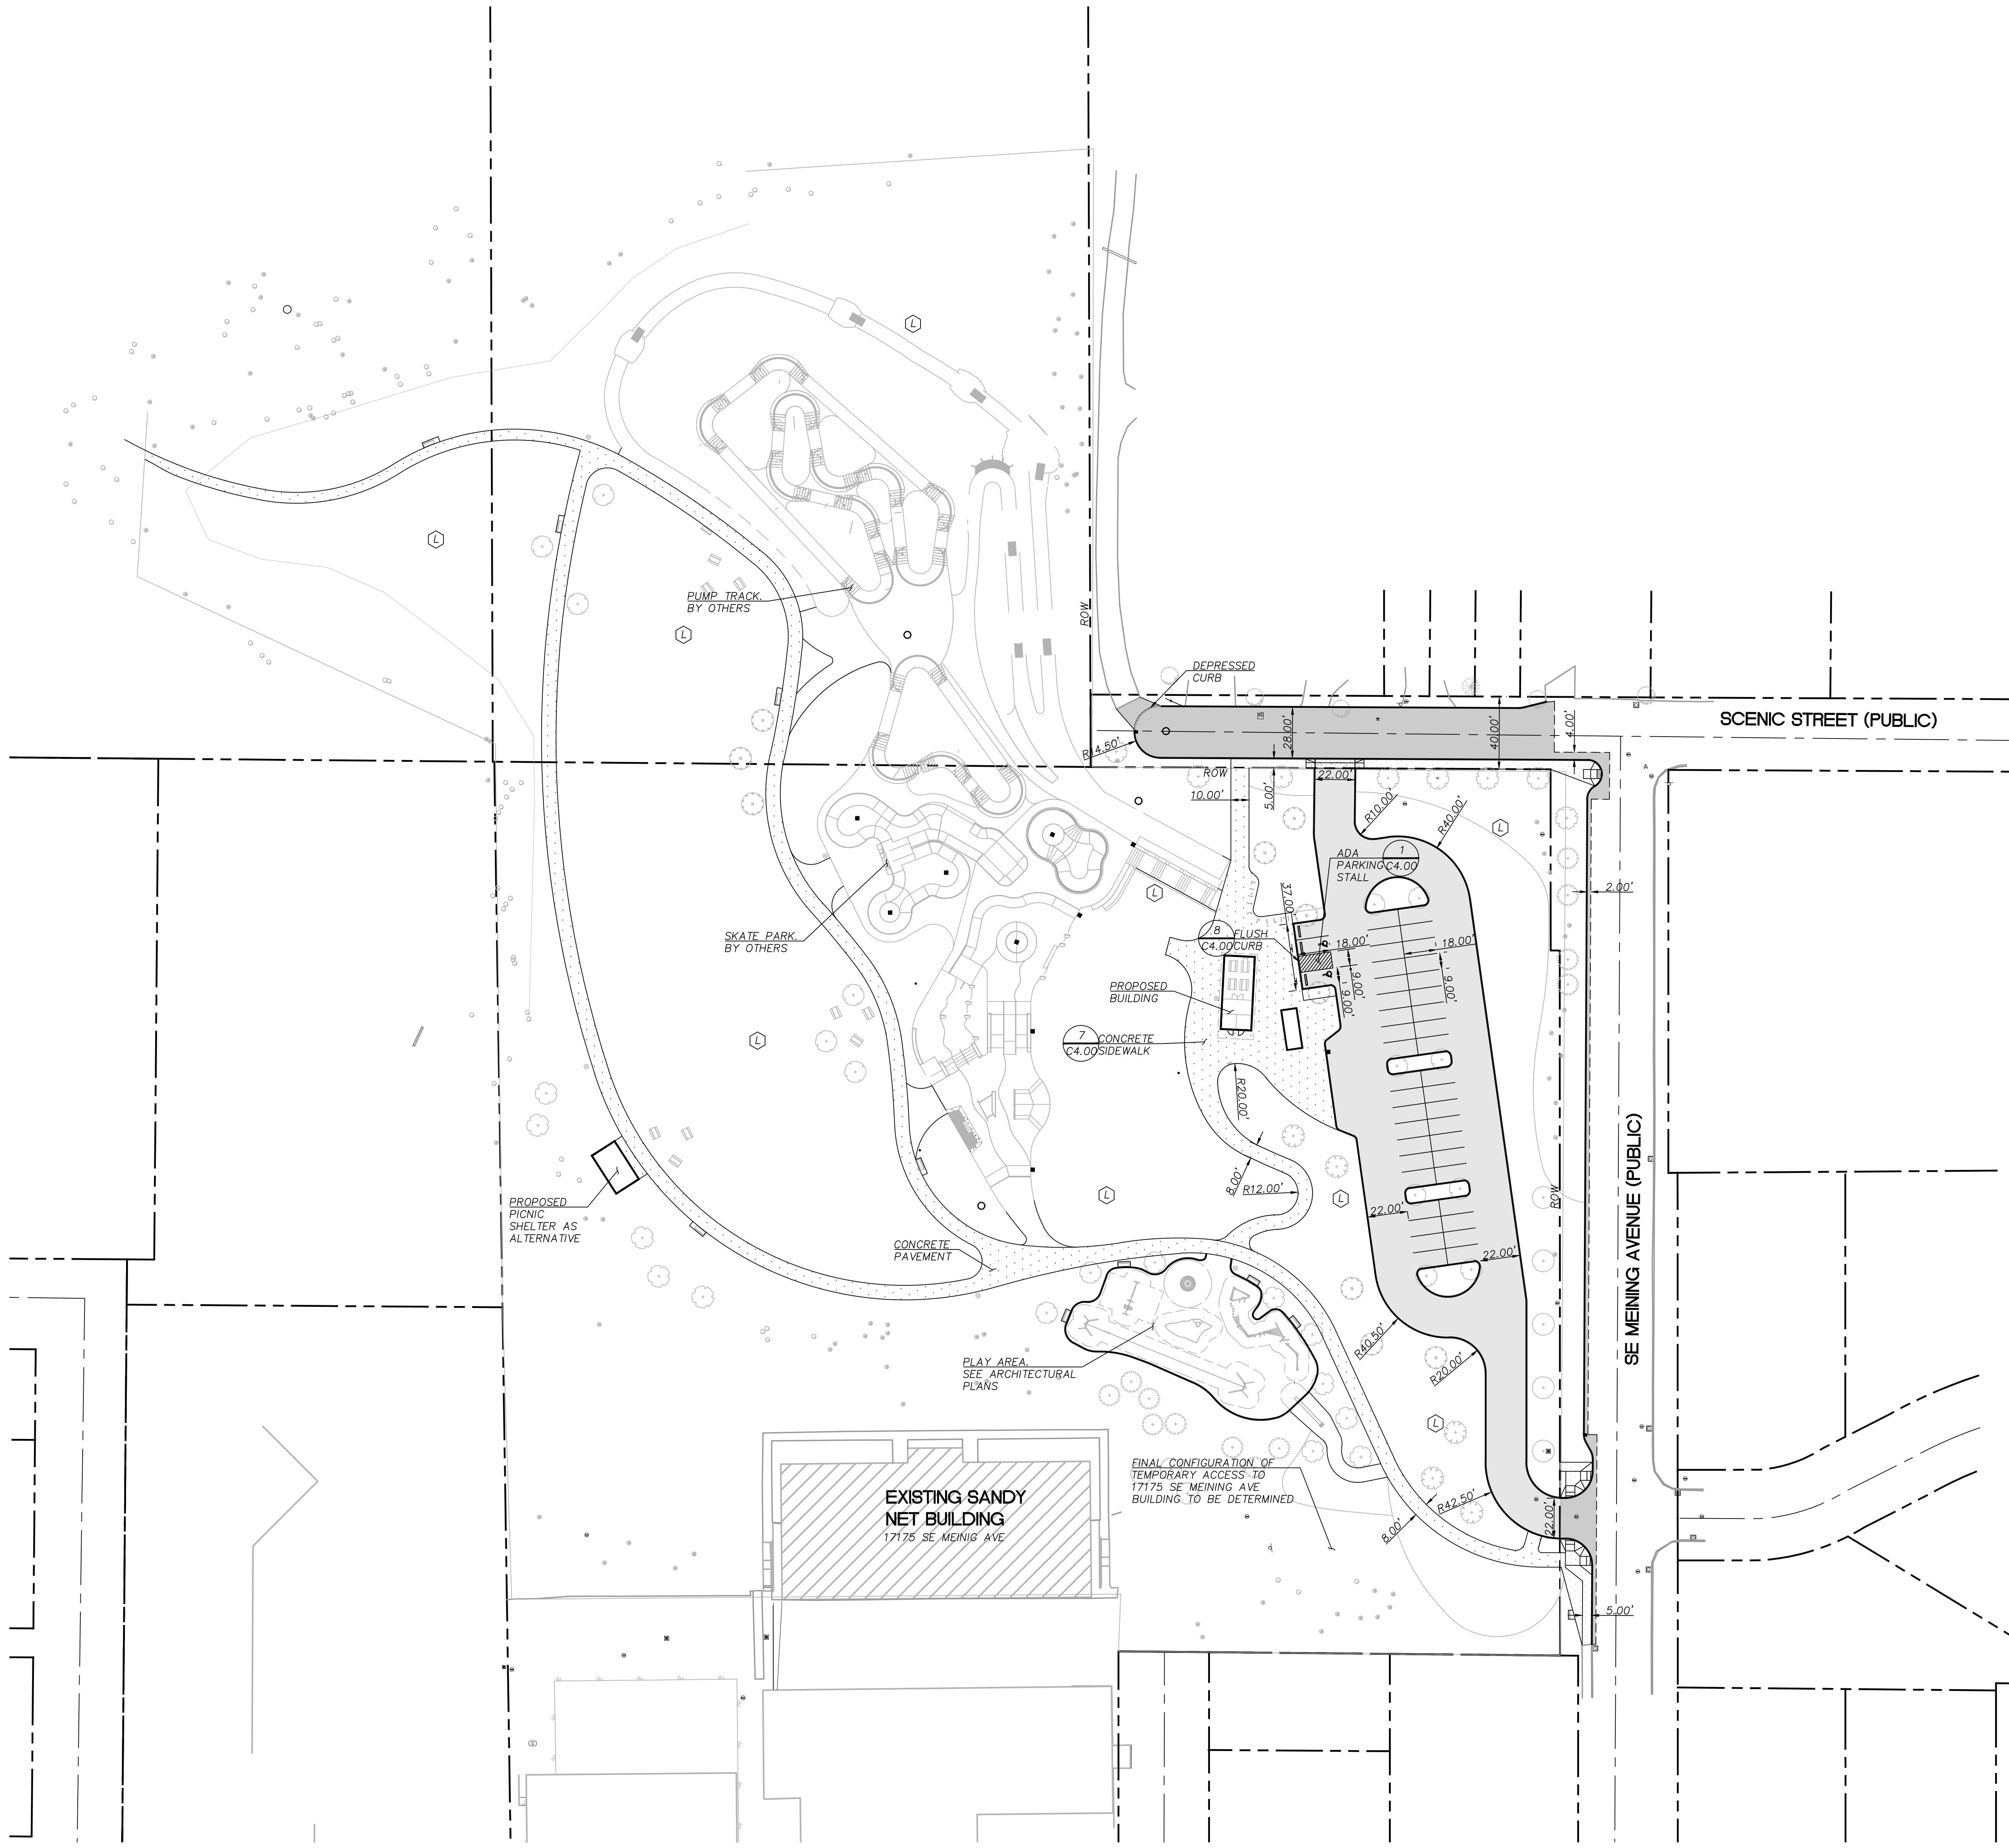 L
L
PUMP TRACK.
BY OTHERS
L
ROW
DEPRESSED
CURB
28.00'
40.00'
4.00'
SCENIC STREET (PUBLIC)
R14.50'
ROW
22.00'
10.00'
5.00'
R10.00'
R40.00'
L
ADA
PARKING
STALL
1
C4.00
2.00'
37.00'
L
SKATE PARK.
BY OTHERS
8
C4.00
FLUSH
CURB
18.00'
18.00'
9.00'
9.00'
9.00'
PROPOSED
BUILDING
L
7
C4.00
CONCRETE
SIDEWALK
R20.00'
8.00'
R12.00'
L
L
ROW
SE MEINING AVENUE (PUBLIC)
PROPOSED
PICNIC
SHELTER AS
ALTERNATIVE
22.00'
CONCRETE
PAVEMENT
22.00'
R40.50'
R20.00'
PLAY AREA.
SEE ARCHITECTURAL
PLANS
L
FINAL CONFIGURATION OF
TEMPORARY ACCESS TO
17175 SE MEINING AVE
BUILDING TO BE DETERMINED
EXISTING SANDY
NET BUILDING
17175 SE MEINIG AVE
R42.50'
8.00'
22.00'
5.00'